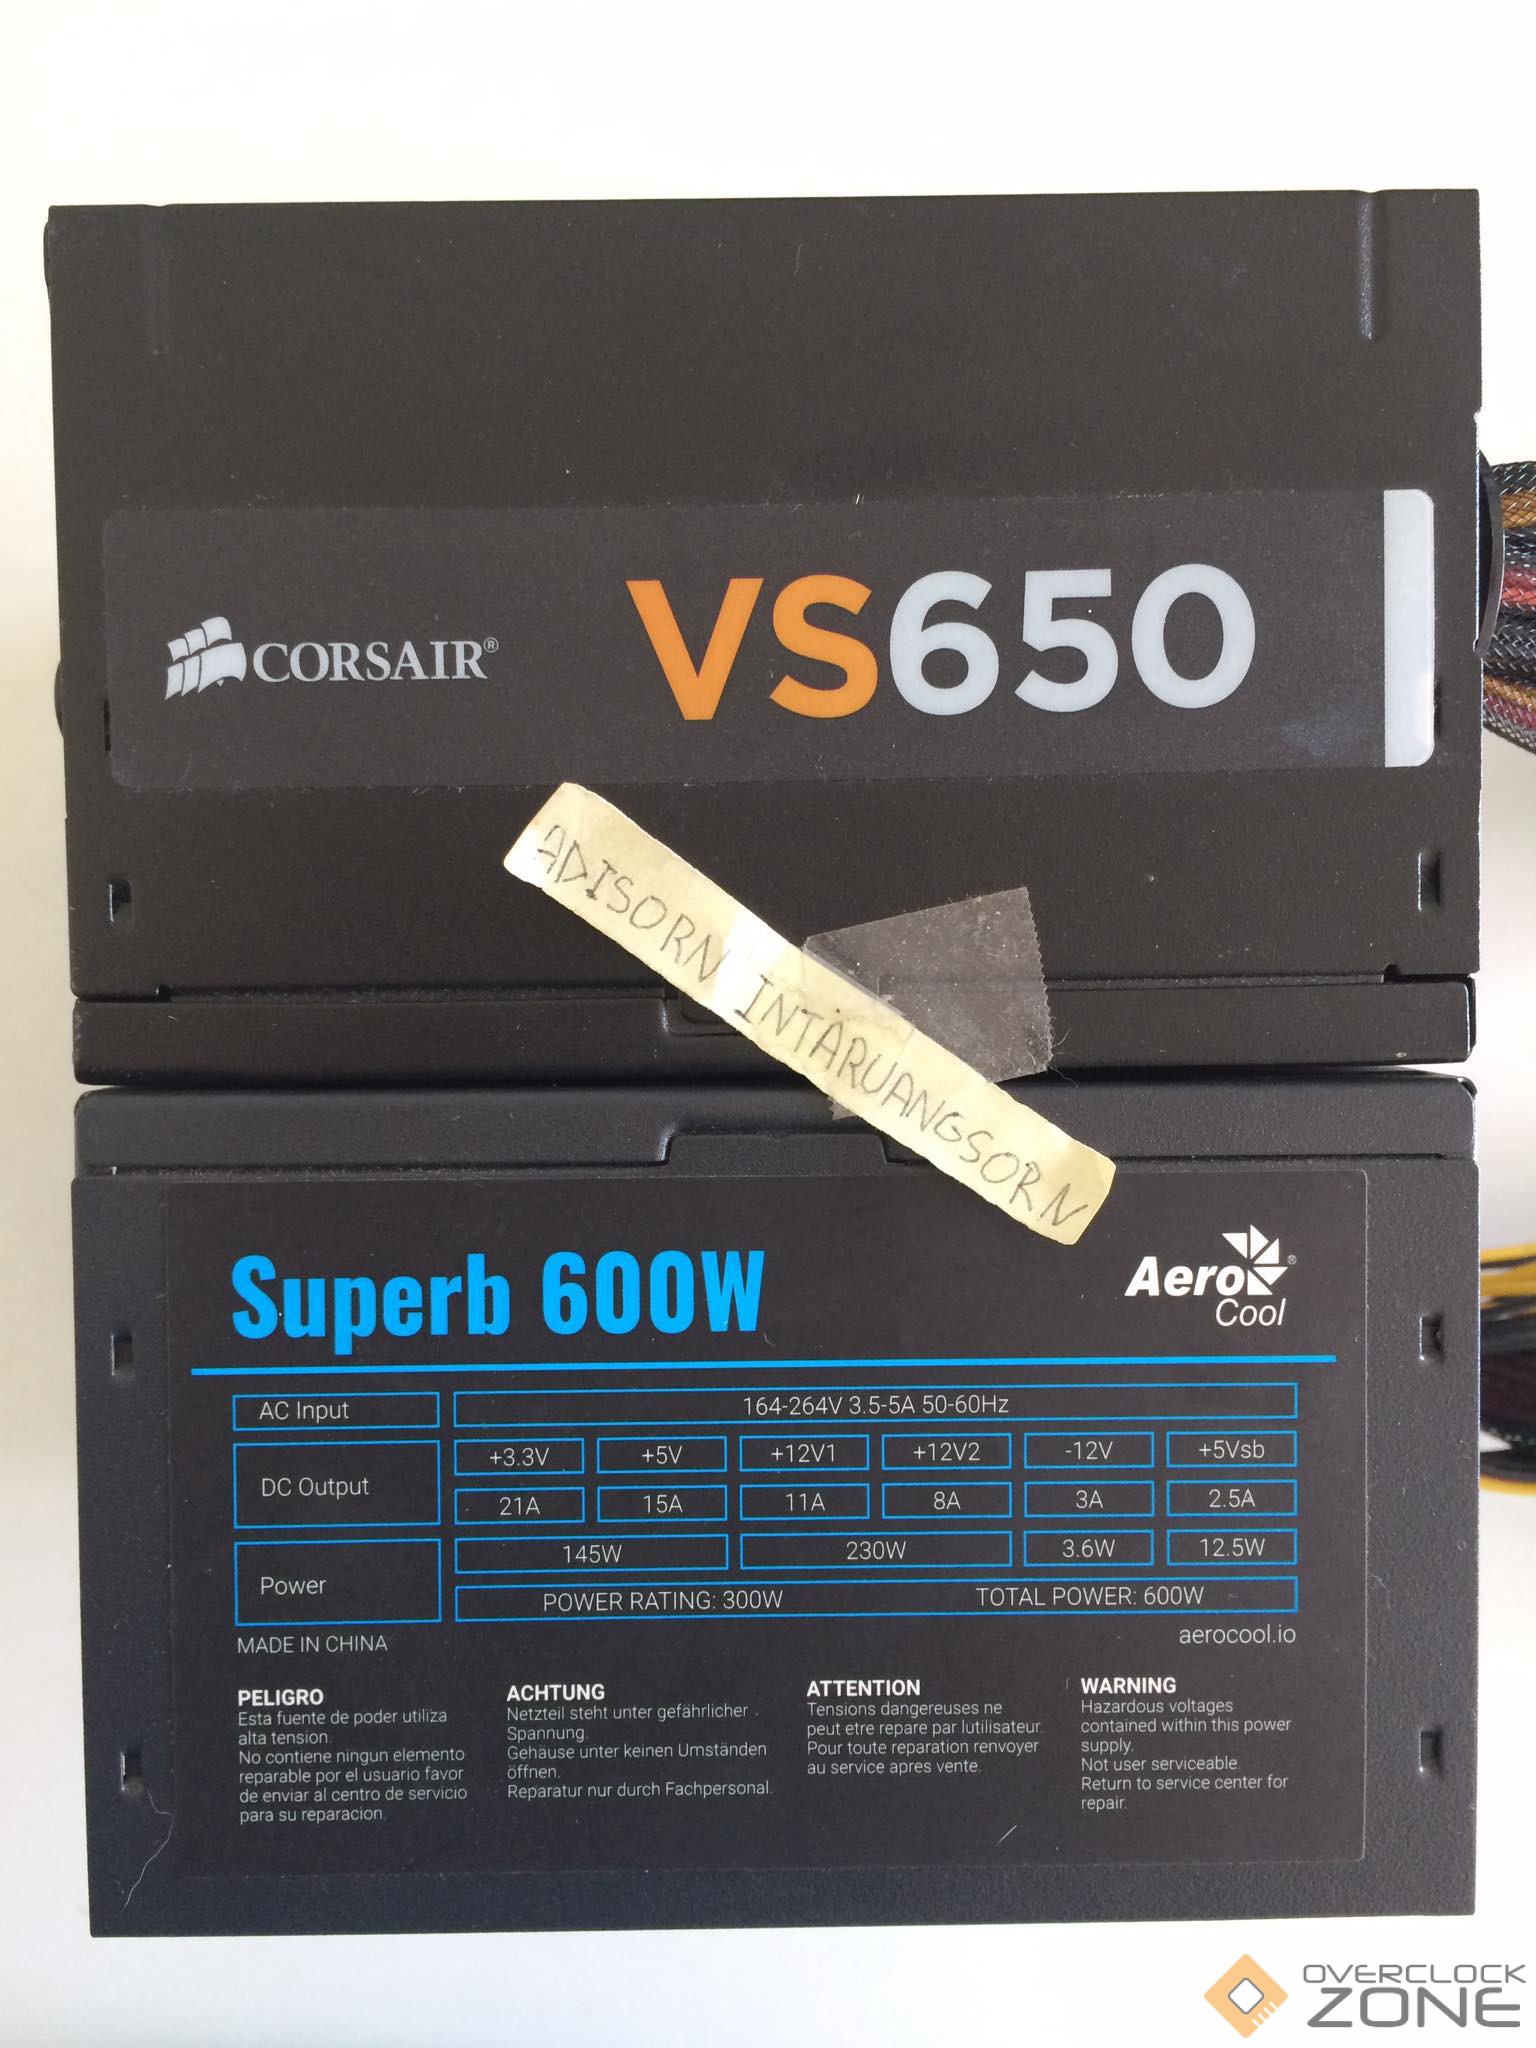 CORSAIR®
VS650
ADISORN INTARUANGSORN
Superb 600W
Aero®
Cool
AC Input 164-264V 3.5-5A 50-60Hz
DC Output +3.3V +5V +12V1 +12V2 -12V +5Vsb
21A 15A 11A 8A 3A 2.5A
Power 145W 230W 3.6W 12.5W
POWER RATING: 300W TOTAL POWER: 600W
MADE IN CHINA aerocool.io
PELIGRO
Esta fuente de poder utiliza
alta tension.
No contiene ningun elemento
reparable por el usuario favor
de enviar al centro de servicio
para su reparacion.
ACHTUNG
Netzteil steht unter gefährlicher
Spannung.
Gehäuse unter keinen Umständen
öffnen.
Reparatur nur durch Fachpersonal.
ATTENTION
Tensions dangereuses ne
peut etre repare par lutilisateur.
Pour toute reparation renvoyer
au service apres vente.
WARNING
Hazardous voltages
contained within this power
supply.
Not user serviceable.
Return to service center for
repair.
OVERCLOCK
ZONE